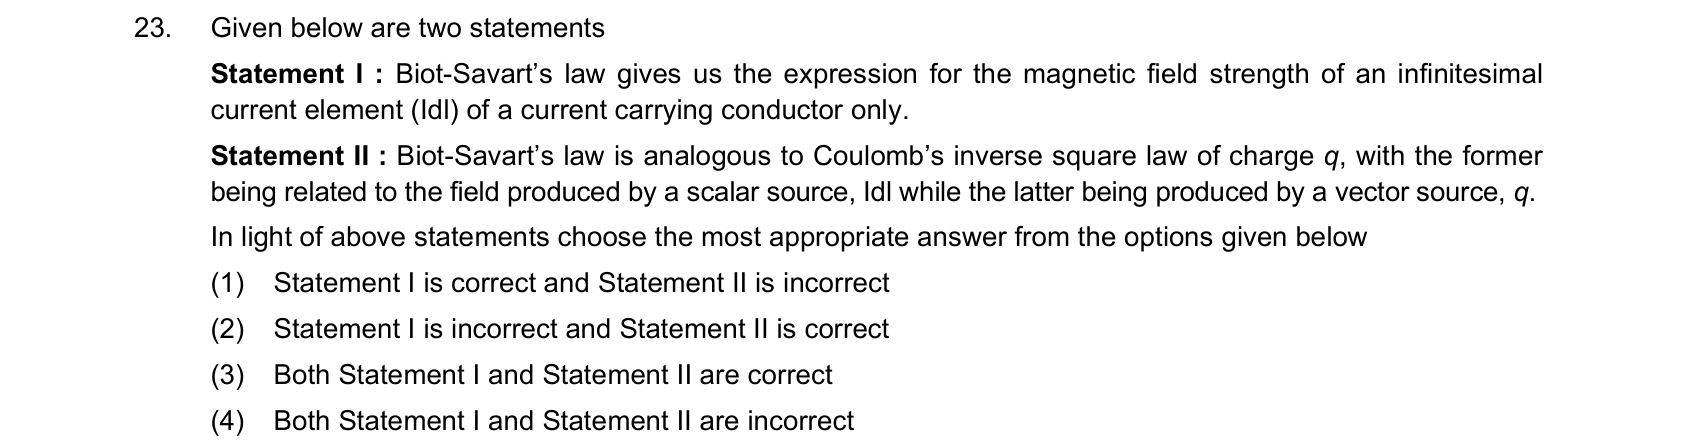 23. Given below are two statements
Statement I : Biot-Savart’s law gives us the expression for the magnetic field strength of an infinitesimal
current element (Idl) of a current carrying conductor only.
Statement II : Biot-Savart’s law is analogous to Coulomb’s inverse square law of charge q, with the former
being related to the field produced by a scalar source, Idl while the latter being produced by a vector source, q.
In light of above statements choose the most appropriate answer from the options given below
(1) Statement I is correct and Statement II is incorrect
(2) Statement I is incorrect and Statement II is correct
(3) Both Statement I and Statement II are correct
(4) Both Statement I and Statement II are incorrect